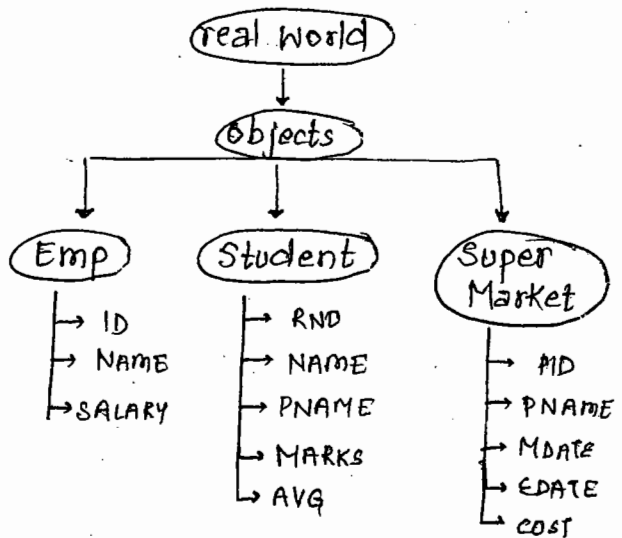 real world
objects
Emp
ID
NAME
SALARY
Student
RNO
NAME
PNAME
MARKS
AVG
Super
Market
PNAME
MDATE
EDATE
COST